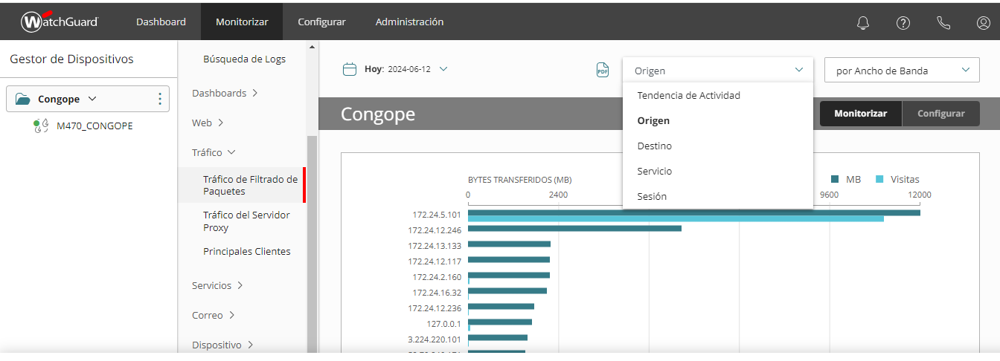 WatchGuard
Dashboard
Monitorizar
Configurar
Administración
Gestor de Dispositivos
Congope
M470_CONGOPE
Búsqueda de Logs
Dashboards
Web
Tráfico
Tráfico de Filtrado de
Paquetes
Tráfico del Servidor
Proxy
Principales Clientes
Servicios
Correo
Dispositivo
Hoy: 2024-06-12
PDF
Origen
por Ancho de Banda
Tendencia de Actividad
Origen
Destino
Servicio
Sesión
Congope
Monitorizar
Configurar
BYTES TRANSFERIDOS (MB)
MB
Visitas
0
2400
9600
12000
172.24.5.101
172.24.12.246
172.24.13.133
172.24.12.117
172.24.2.160
172.24.16.32
172.24.12.236
127.0.0.1
3.224.220.101